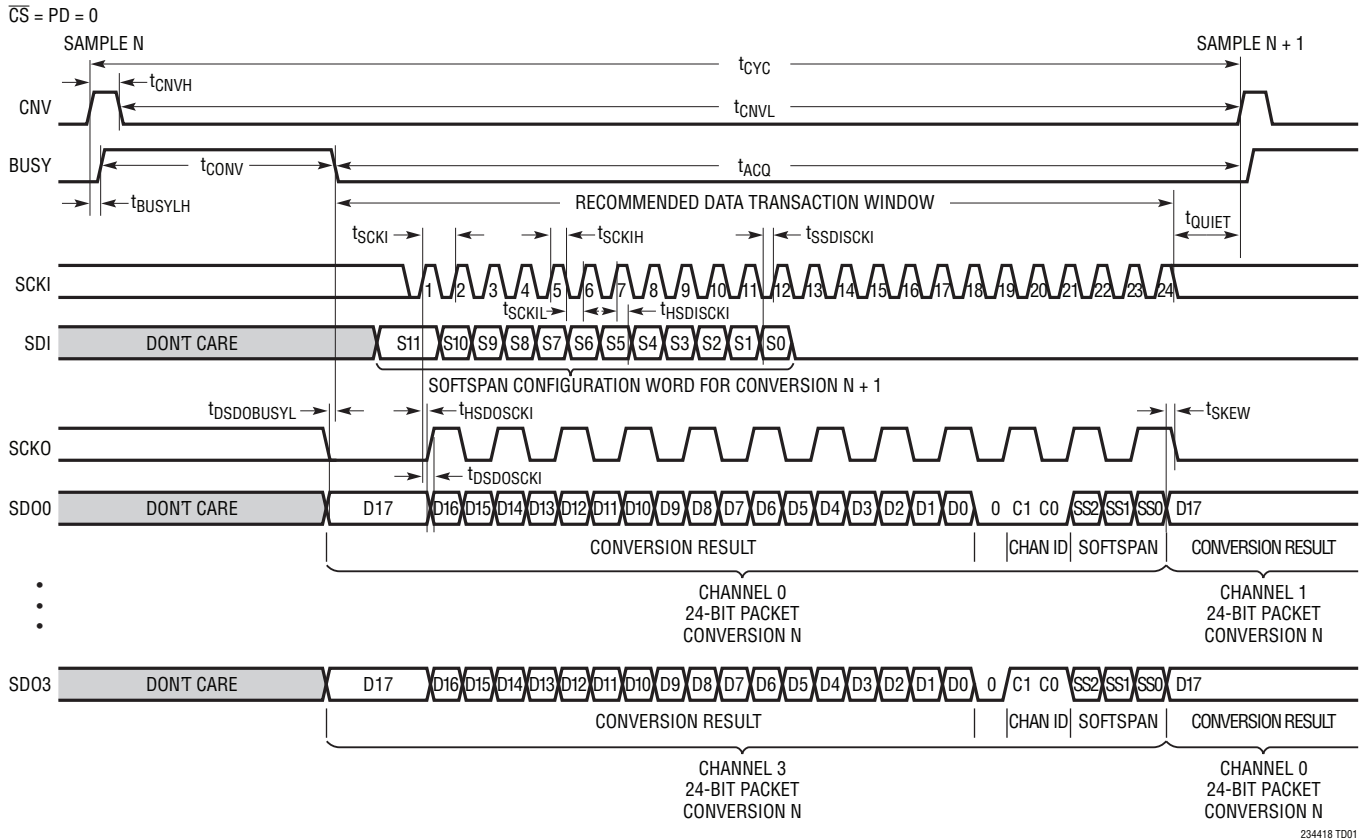 CS = PD = 0
SAMPLE N SAMPLE N + 1
tCYC
tCNVH
CNV tCNVL
BUSY tCONV tACQ
tBUSYLH RECOMMENDED DATA TRANSACTION WINDOW
tQUIET
tSCKI tSCKIH tSSDISCKI
SCKI 1 2 3 4 5 6 7 8 9 10 11 12 13 14 15 16 17 18 19 20 21 22 23 24
tSCKIL tHSDISCKI
SDI DON'T CARE S11 S10 S9 S8 S7 S6 S5 S4 S3 S2 S1 S0
SOFTSPAN CONFIGURATION WORD FOR CONVERSION N + 1
tDSDOBUSYL tHSDOSCKI tSKEW
SCKO
tDSDOSCKI
SDO0 DON'T CARE D17 D16 D15 D14 D13 D12 D11 D10 D9 D8 D7 D6 D5 D4 D3 D2 D1 D0 0 C1 C0 SS2 SS1 SS0 D17
CONVERSION RESULT CHAN ID SOFTSPAN CONVERSION RESULT
CHANNEL 0 CHANNEL 1
24-BIT PACKET 24-BIT PACKET
CONVERSION N CONVERSION N
SDO3 DON'T CARE D17 D16 D15 D14 D13 D12 D11 D10 D9 D8 D7 D6 D5 D4 D3 D2 D1 D0 0 C1 C0 SS2 SS1 SS0 D17
CONVERSION RESULT CHAN ID SOFTSPAN CONVERSION RESULT
CHANNEL 3 CHANNEL 0
24-BIT PACKET 24-BIT PACKET
CONVERSION N CONVERSION N
234418 TD01